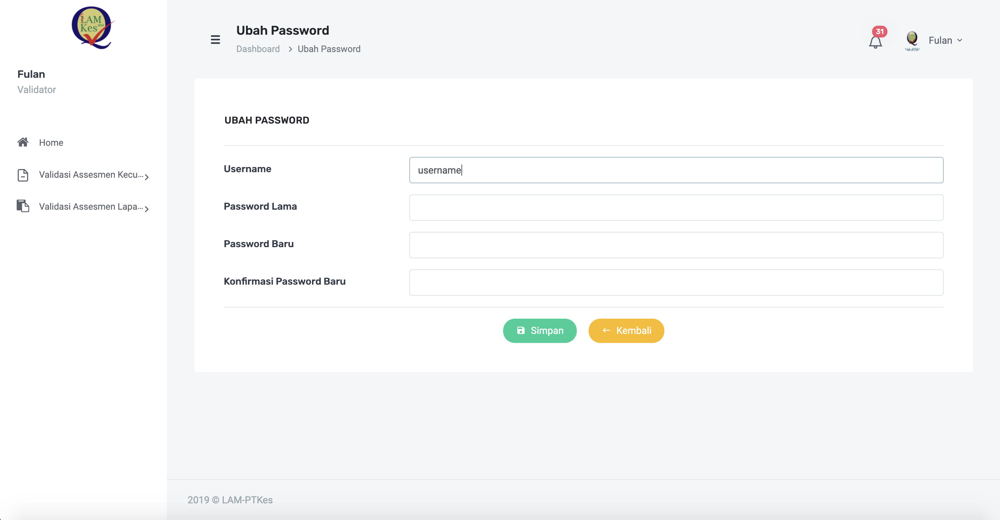 LAM
Kes 2014
Fulan
Validator
Home
Validasi Assesmen Kecu...
Validasi Assesmen Lapa...
Ubah Password
Dashboard > Ubah Password
31
Fulan
UBAH PASSWORD
Username
username
Password Lama
Password Baru
Konfirmasi Password Baru
Simpan
Kembali
2019 © LAM-PTKes